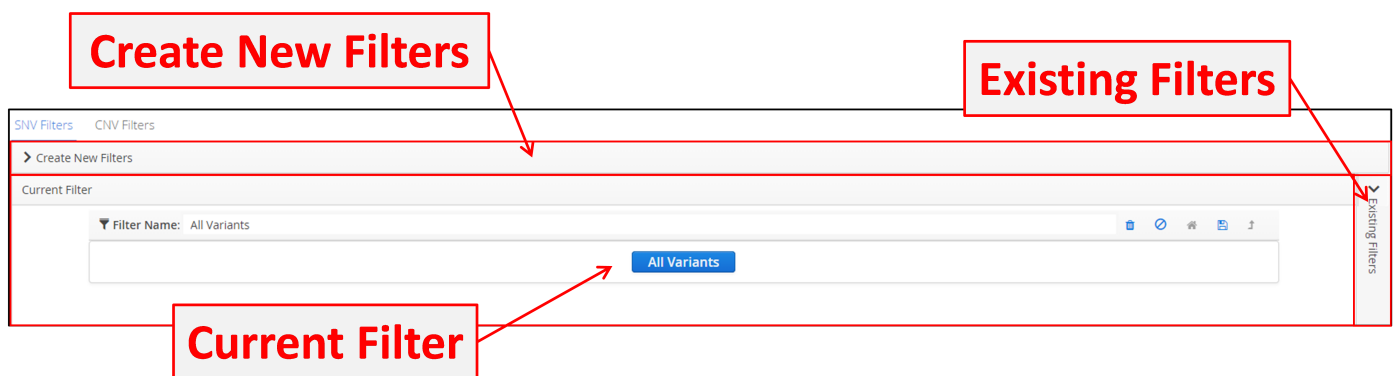 Create New Filters
Existing Filters
SNV Filters CNV Filters
Create New Filters
Current Filter
Filter Name: All Variants
All Variants
Existing Filters
Current Filter